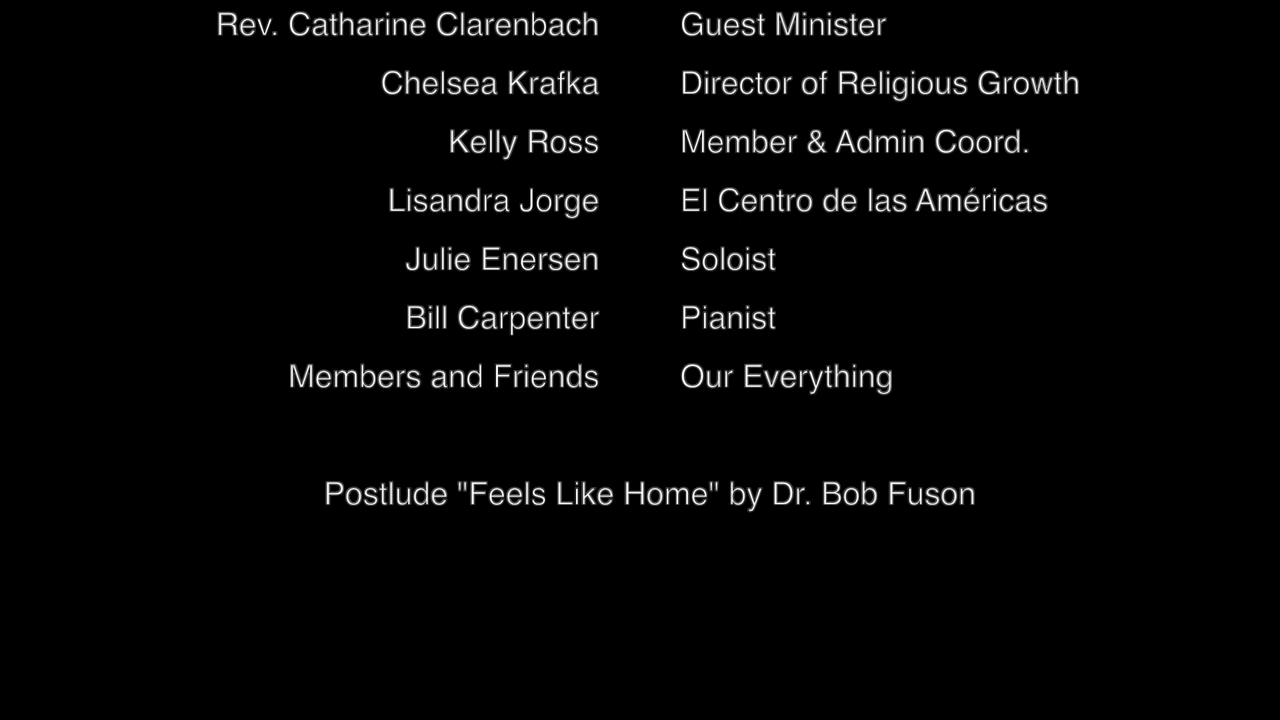 Rev. Catharine Clarenbach Guest Minister
Chelsea Krafka Director of Religious Growth
Kelly Ross Member & Admin Coord.
Lisandra Jorge El Centro de las Américas
Julie Enersen Soloist
Bill Carpenter Pianist
Members and Friends Our Everything
Postlude "Feels Like Home" by Dr. Bob Fuson